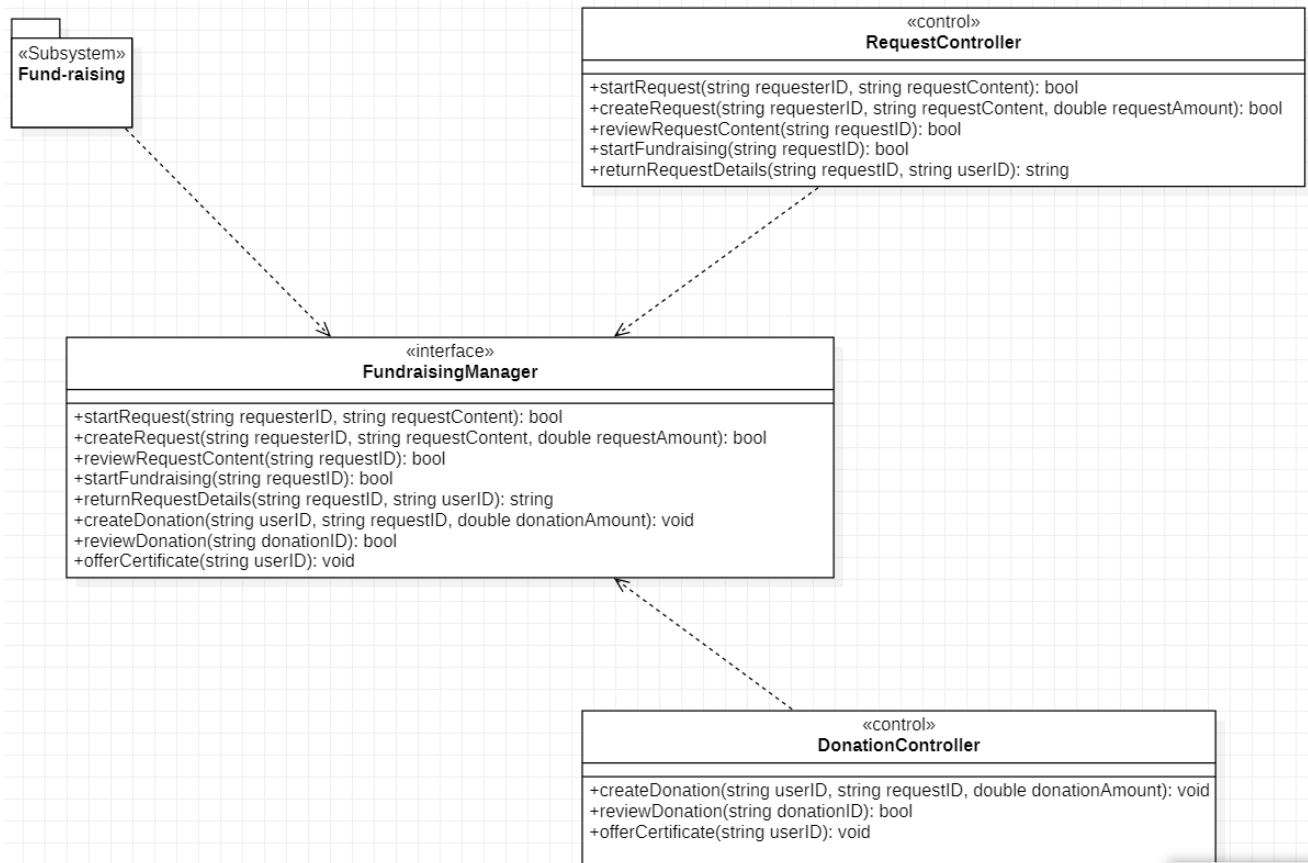 «Subsystem»
Fund-raising
«control»
RequestController
+startRequest(string requesterID, string requestContent): bool
+createRequest(string requesterID, string requestContent, double requestAmount): bool
+reviewRequestContent(string requestID): bool
+startFundraising(string requestID): bool
+returnRequestDetails(string requestID, string userID): string
«interface»
FundraisingManager
+startRequest(string requesterID, string requestContent): bool
+createRequest(string requesterID, string requestContent, double requestAmount): bool
+reviewRequestContent(string requestID): bool
+startFundraising(string requestID): bool
+returnRequestDetails(string requestID, string userID): string
+createDonation(string userID, string requestID, double donationAmount): void
+reviewDonation(string donationID): bool
+offerCertificate(string userID): void
«control»
DonationController
+createDonation(string userID, string requestID, double donationAmount): void
+reviewDonation(string donationID): bool
+offerCertificate(string userID): void